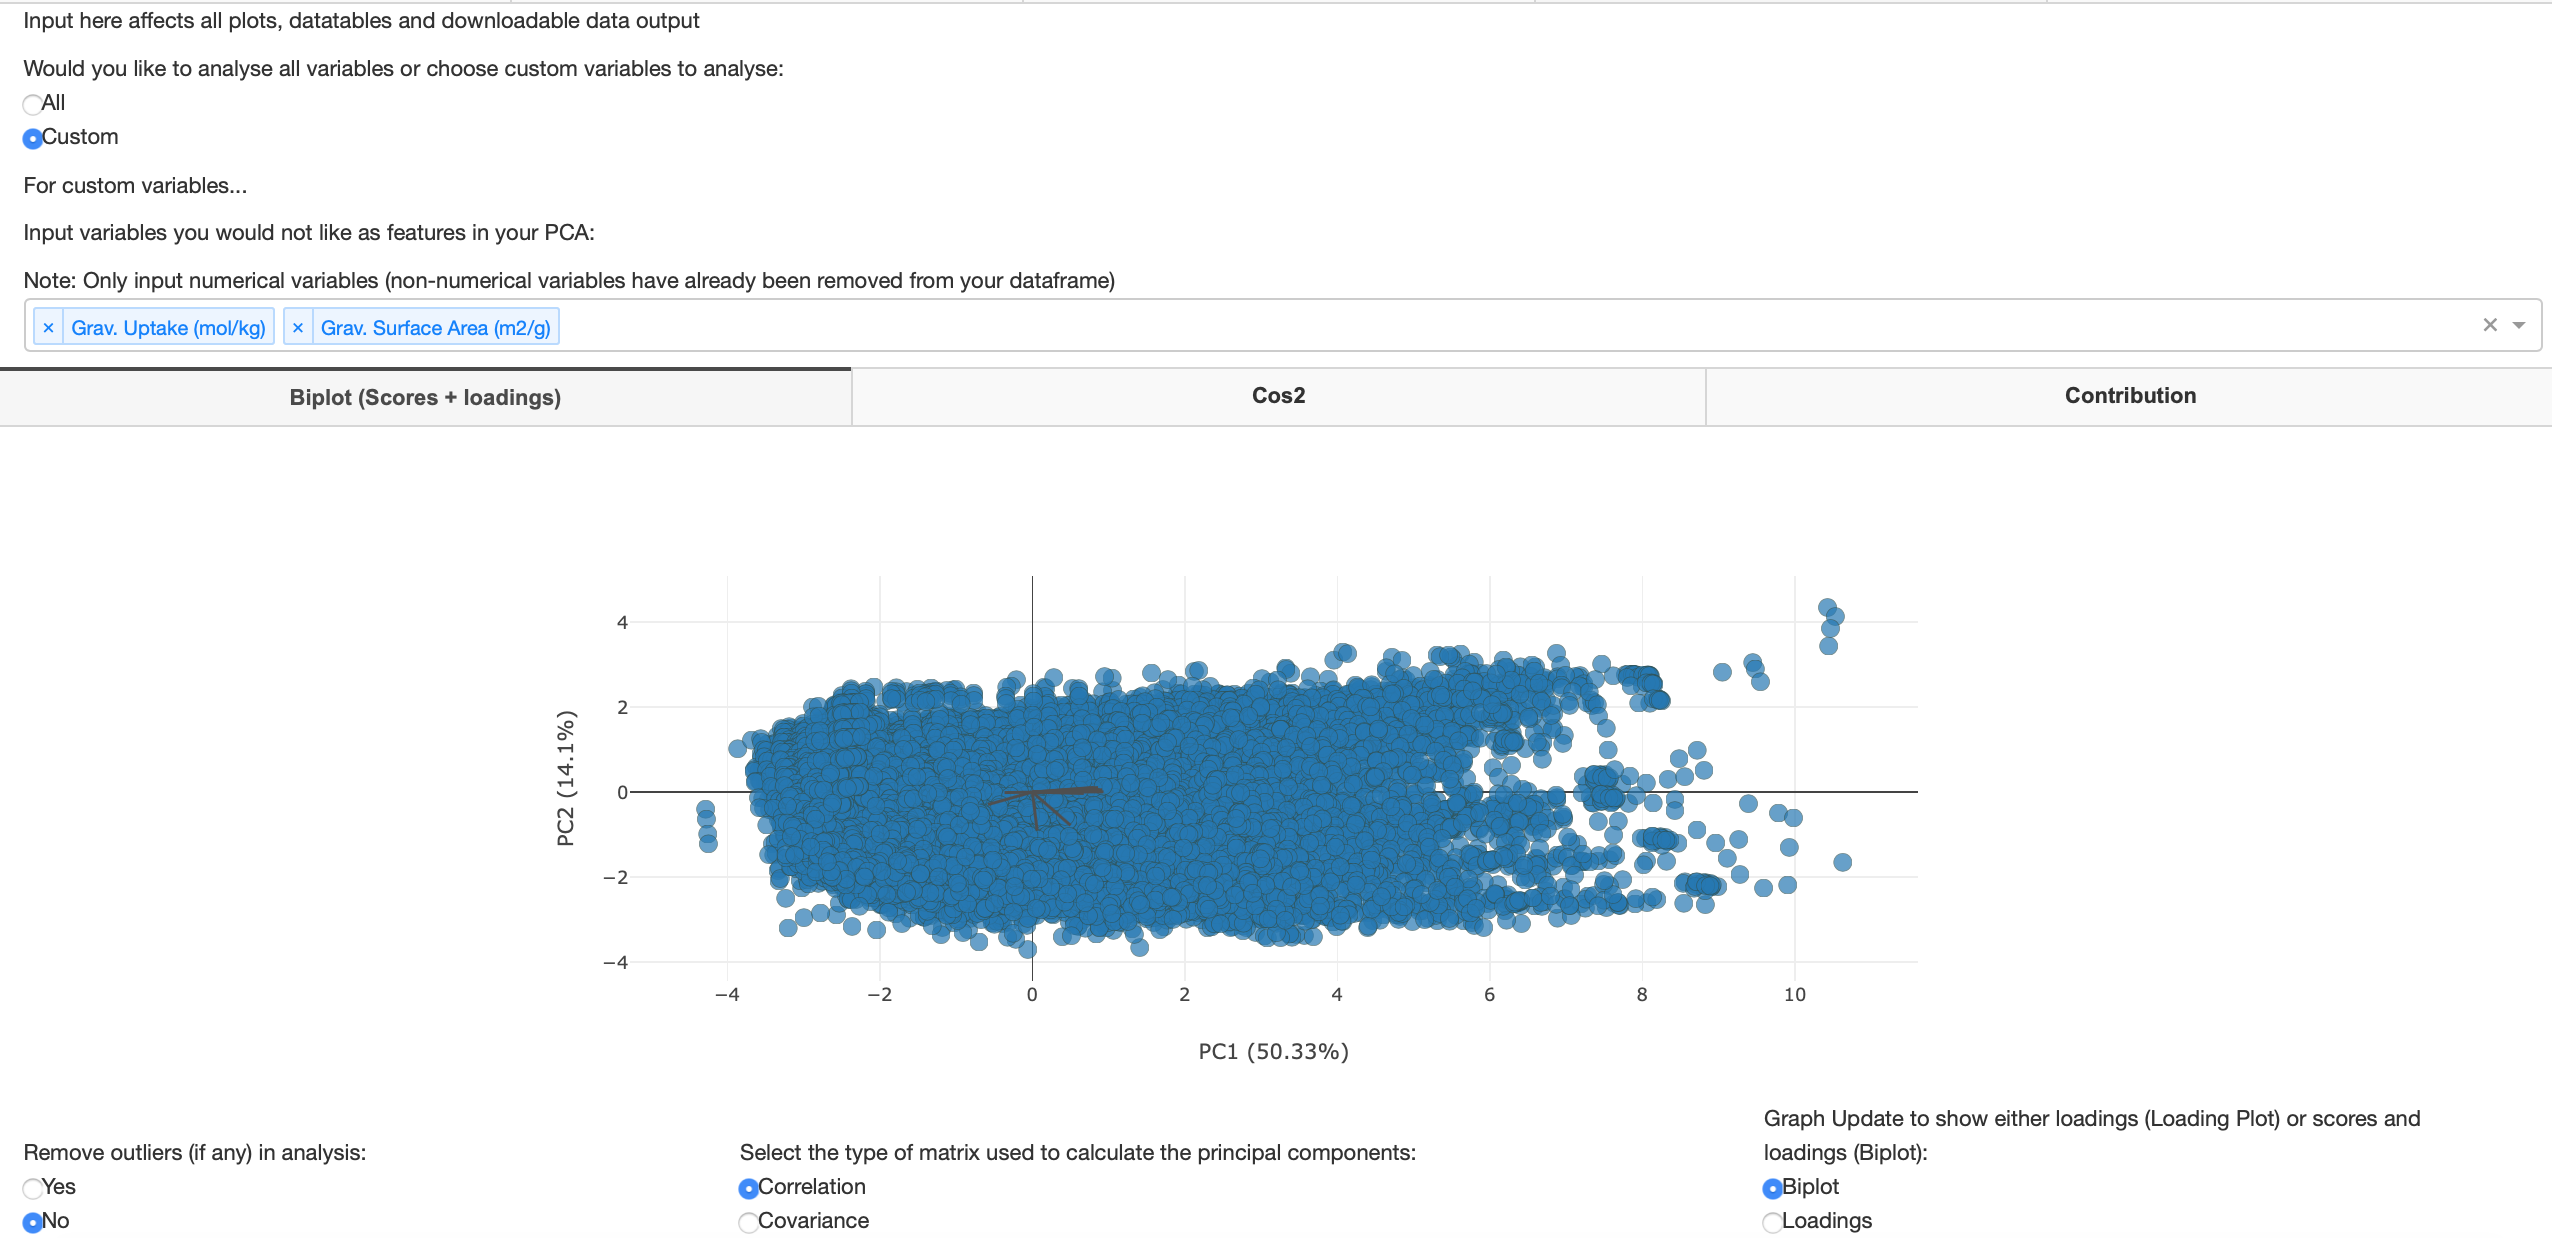 Input here affects all plots, datatables and downloadable data output
Would you like to analyse all variables or choose custom variables to analyse:
All
Custom
For custom variables...
Input variables you would not like as features in your PCA:
Note: Only input numerical variables (non-numerical variables have already been removed from your dataframe)
× Grav. Uptake (mol/kg) × Grav. Surface Area (m2/g) ×
Biplot (Scores + loadings) Cos2 Contribution
4
2
0
−2
−4
PC2 (14.1%)
−4 −2 0 2 4 6 8 10
PC1 (50.33%)
Graph Update to show either loadings (Loading Plot) or scores and
Remove outliers (if any) in analysis: Select the type of matrix used to calculate the principal components: loadings (Biplot):
Yes Correlation Biplot
No Covariance Loadings